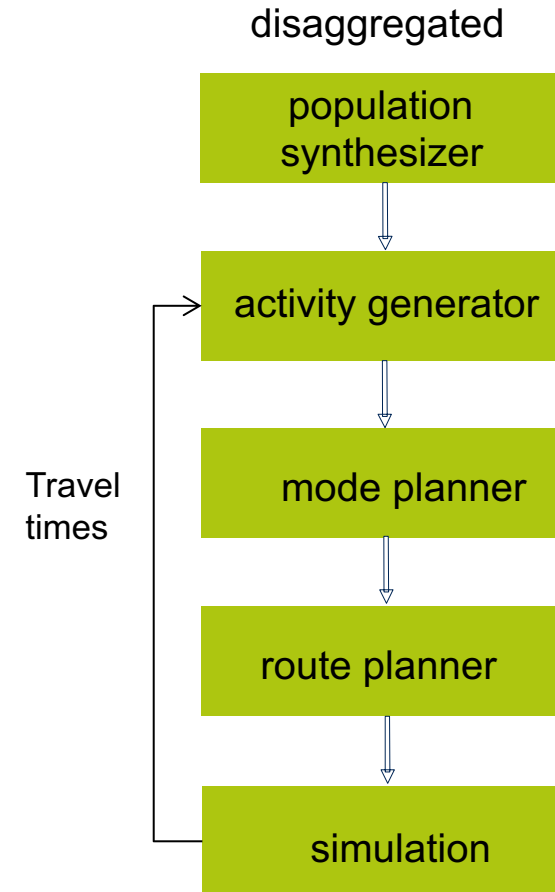 disaggregated
population
synthesizer
activity generator
mode planner
Travel
times
route planner
simulation